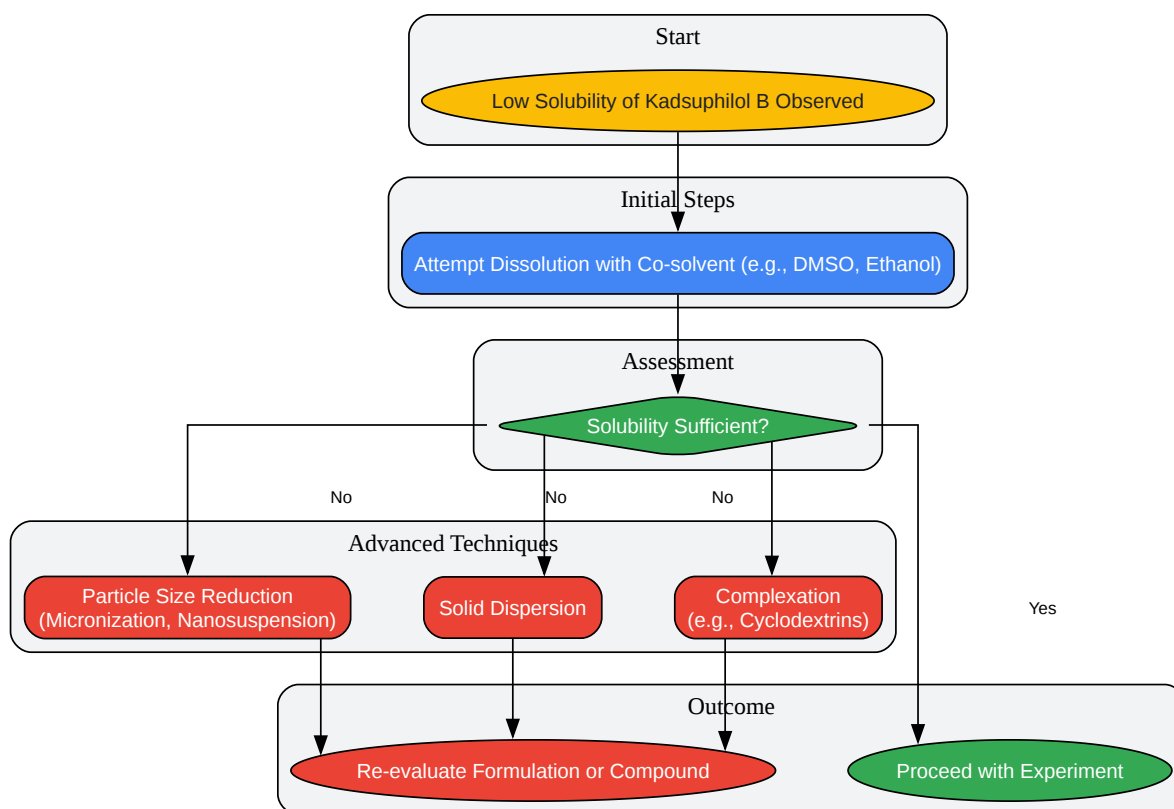 Start
Low Solubility of Kadsuphilol B Observed
Initial Steps
Attempt Dissolution with Co-solvent (e.g., DMSO, Ethanol)
Assessment
Solubility Sufficient?
No
No
No
Advanced Techniques
Particle Size Reduction
(Micronization, Nanosuspension)
Solid Dispersion
Complexation
(e.g., Cyclodextrins)
Yes
Outcome
Re-evaluate Formulation or Compound
Proceed with Experiment